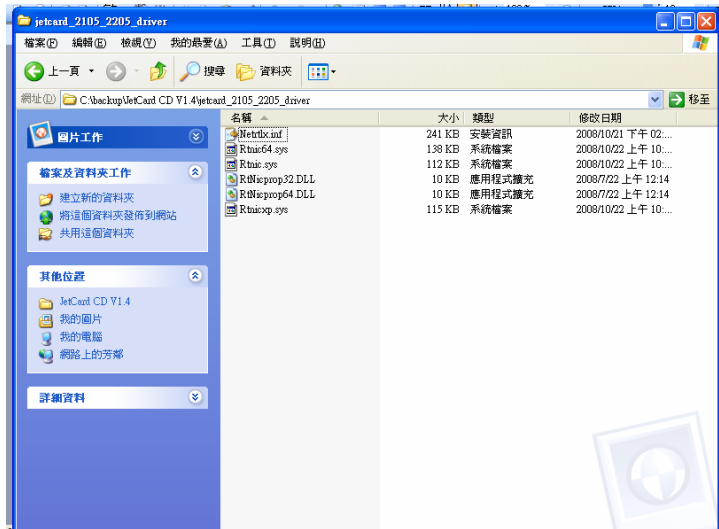 jetcard_2105_2205_driver
檔案(F) 編輯(E) 檢視(V) 我的最愛(A) 工具(T) 說明(H)
上一頁 搜尋 資料夾
網址(D) C:\backup\JetCard CD V1.4\jetcard_2105_2205_driver 移至
圖片工作
檔案及資料夾工作
建立新的資料夾
將這個資料夾發佈到網站
共用這個資料夾
其他位置
JetCard CD V1.4
我的圖片
我的電腦
網路上的芳鄰
詳細資料
名稱 大小 類型 修改日期
Netrtlx.inf 241 KB 安裝資訊 2008/10/21 下午 02:...
Rtnic64.sys 138 KB 系統檔案 2008/10/22 上午 10:...
Rtnic.sys 112 KB 系統檔案 2008/10/22 上午 10:...
RtNicprop32.DLL 10 KB 應用程式擴充 2008/7/22 上午 12:14
RtNicprop64.DLL 10 KB 應用程式擴充 2008/7/22 上午 12:14
Rtnicxp.sys 115 KB 系統檔案 2008/10/22 上午 10:...